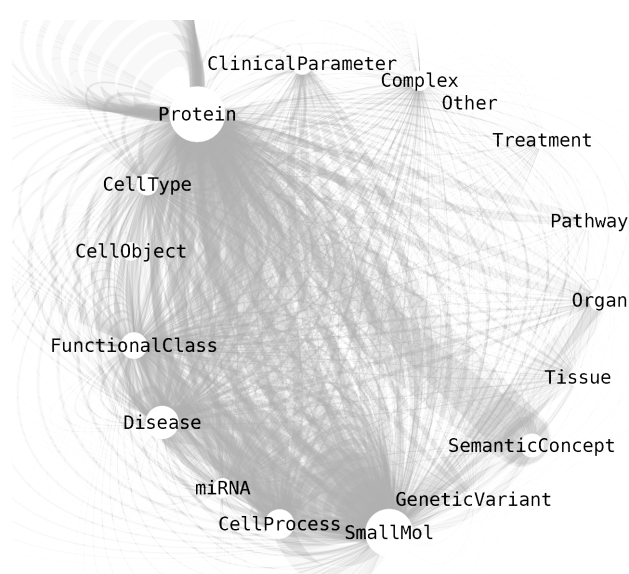 ClinicalParameter
Complex
Other
Protein
Treatment
CellType
Pathway
CellObject
Organ
FunctionalClass
Tissue
Disease
SemanticConcept
miRNA
GeneticVariant
CellProcess
SmallMol